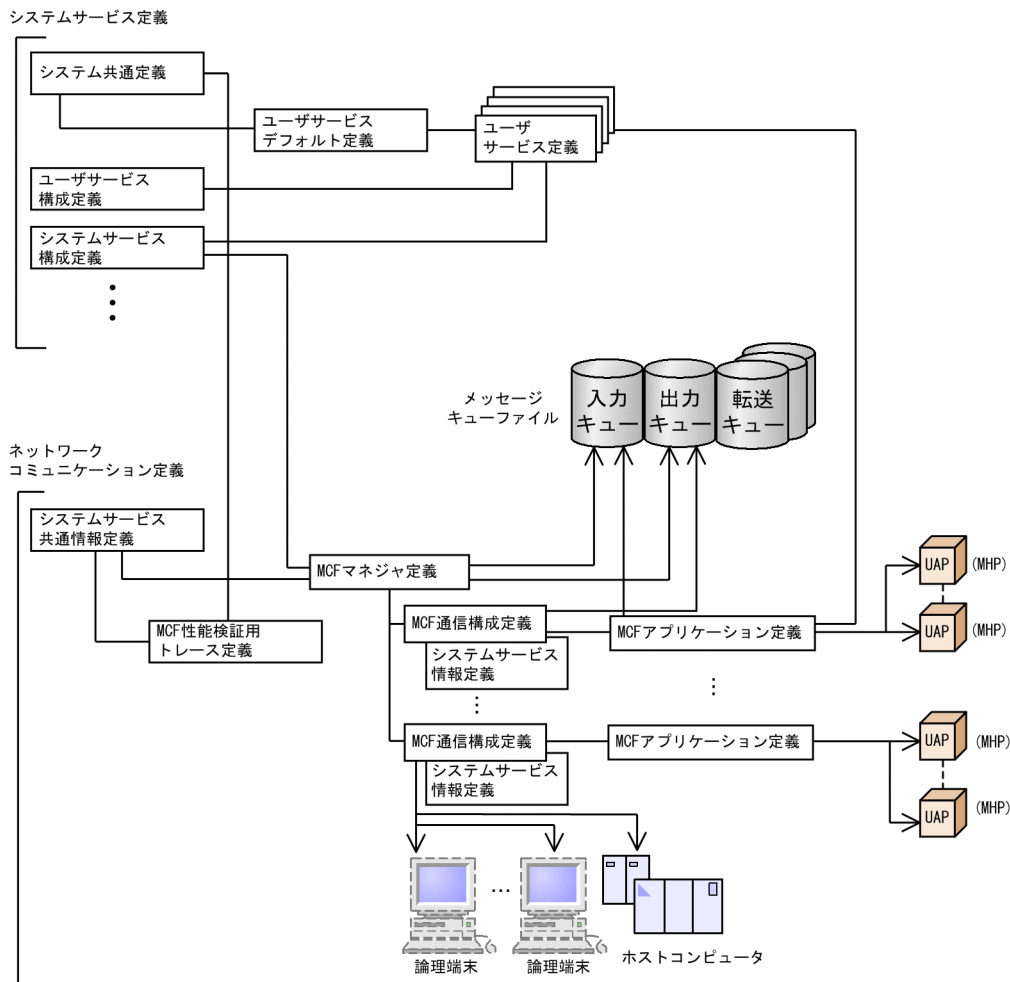 システムサービス定義
システム共通定義
ユーザサービス
デフォルト定義
ユーザ
サービス定義
ユーザサービス
構成定義
システムサービス
構成定義
メッセージ
キューファイル
入力
キュー
出力
キュー
転送
キュー
ネットワーク
コミュニケーション定義
システムサービス
共通情報定義
MCFマネジャ定義
UAP
(MHP)
MCF性能検証用
トレース定義
MCF通信構成定義
MCFアプリケーション定義
UAP
(MHP)
システムサービス
情報定義
MCF通信構成定義
MCFアプリケーション定義
UAP
(MHP)
システムサービス
情報定義
UAP
(MHP)
論理端末
論理端末
ホストコンピュータ